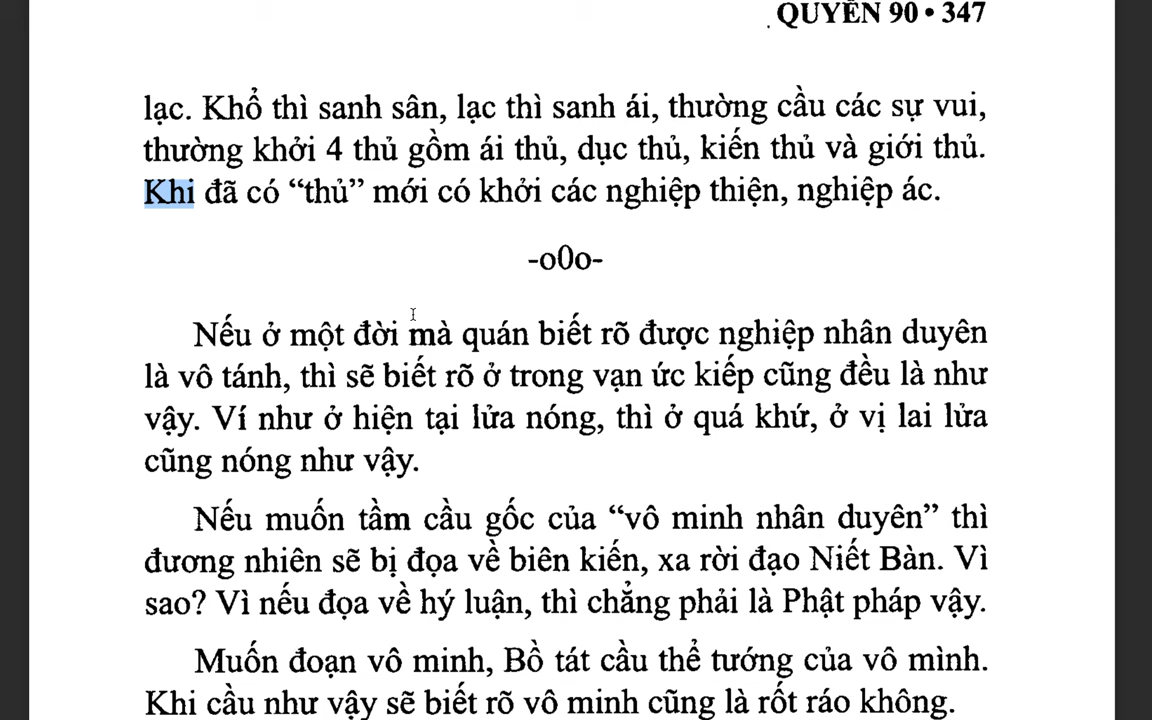 QUYỂN 90 • 347
lạc. Khổ thì sanh sân, lạc thì sanh ái, thường cầu các sự vui,
thường khởi 4 thủ gồm ái thủ, dục thủ, kiến thủ và giới thủ.
Khi đã có “thủ” mới có khởi các nghiệp thiện, nghiệp ác.
-o0o-
Nếu ở một đời mà quán biết rõ được nghiệp nhân duyên
là vô tánh, thì sẽ biết rõ ở trong vạn ức kiếp cũng đều là như
vậy. Ví như ở hiện tại lửa nóng, thì ở quá khứ, ở vị lai lửa
cũng nóng như vậy.
Nếu muốn tầm cầu gốc của “vô minh nhân duyên” thì
đương nhiên sẽ bị đọa về biên kiến, xa rời đạo Niết Bàn. Vì
sao? Vì nếu đọa về hý luận, thì chẳng phải là Phật pháp vậy.
Muốn đoạn vô minh, Bồ tát cầu thể tướng của vô mình.
Khi cầu như vậy sẽ biết rõ vô minh cũng là rốt ráo không.